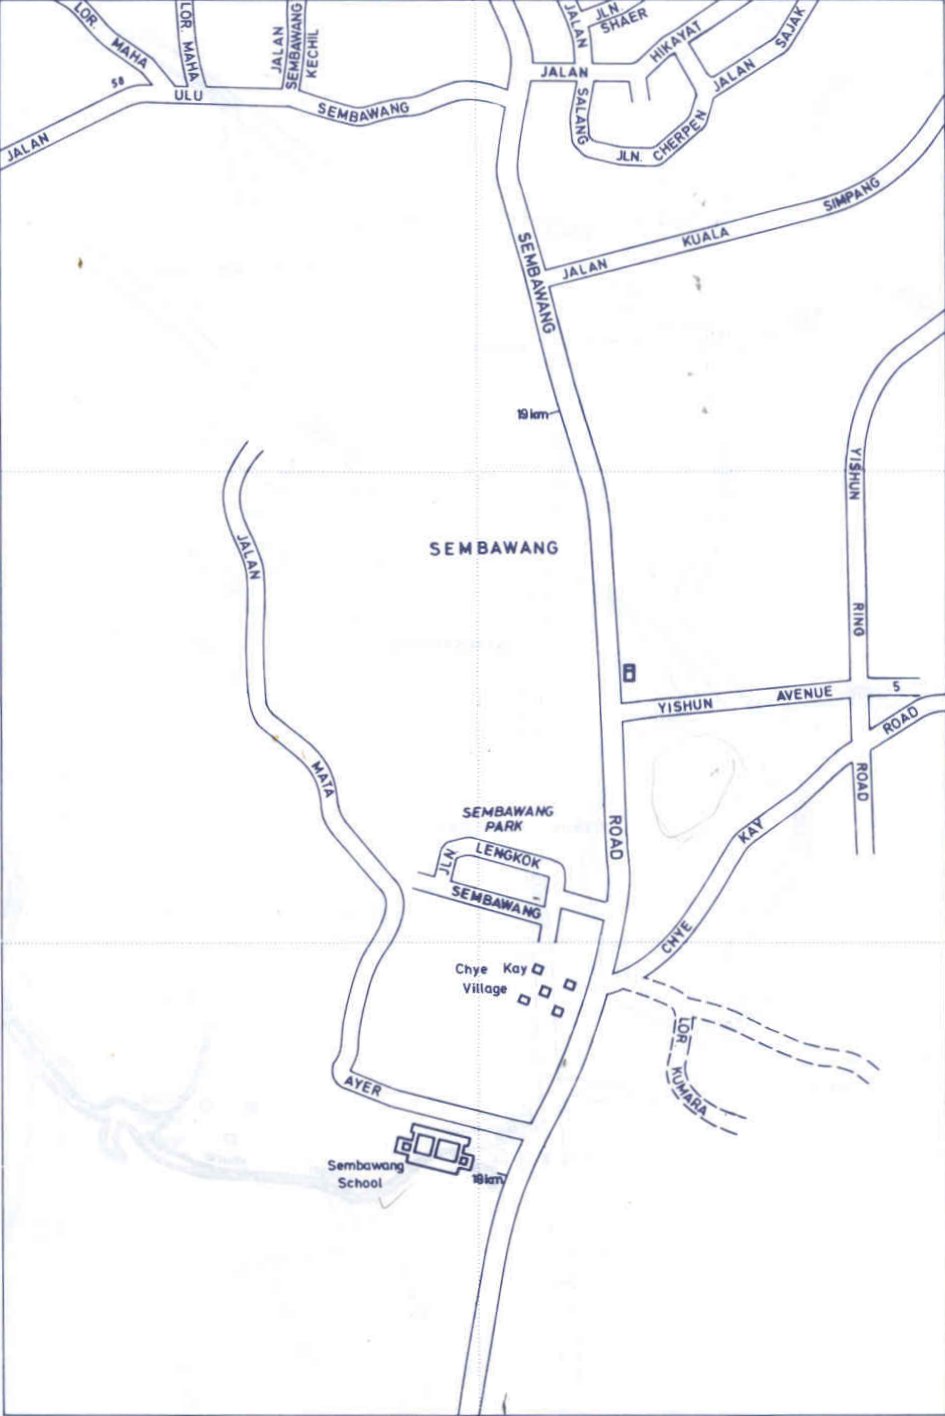 LOR. MAHA
LOR. MAHA
JALAN
SEMBAWANG
KECHIL
JALAN
JLN.
SHAER
HIKAYAT
JALAN SAJAK
JALAN
SALANG
JLN. CHERPEN
58
JALAN
ULU
SEMBAWANG
SIMPANG
KUALA
JALAN
SEMBAWANG
19 km
YISHUN
JALAN
SEMBAWANG
RING
YISHUN
AVENUE
5
ROAD
MATA
ROAD
SEMBAWANG
PARK
ROAD
KAY
JLN
LENGKOK
SEMBAWANG
CHYE
Chye Kay
Village
LOR.
KUMARA
AYER
Sembawang
School
18 km